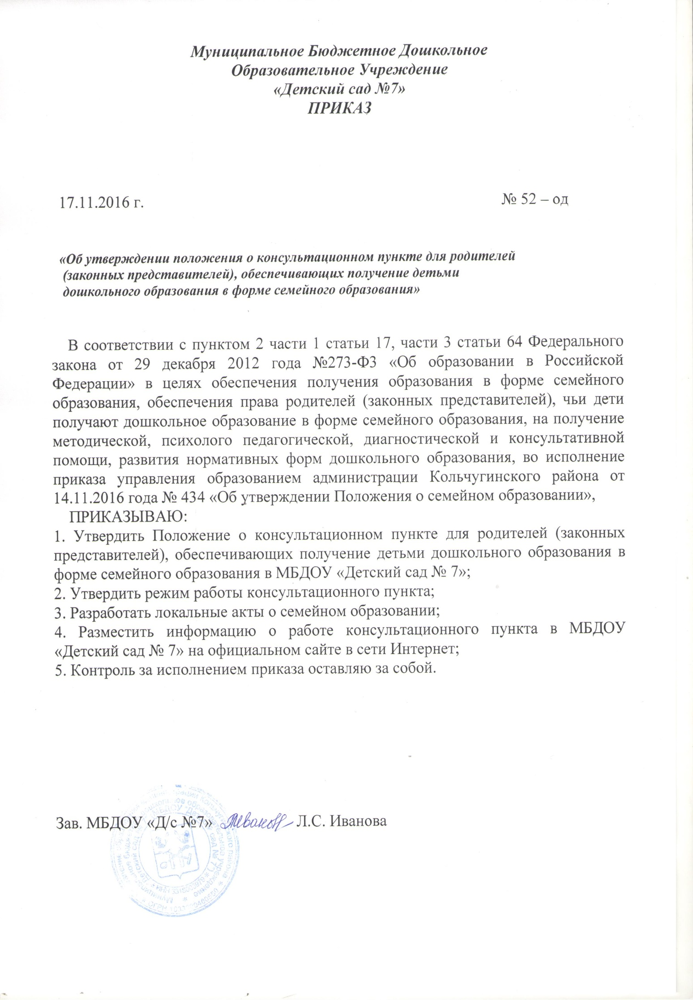 Муниципальное Бюджетное Дошкольное
Образовательное Учреждение
«Детский сад №7»
ПРИКАЗ
17.11.2016 г.
№ 52 – од
«Об утверждении положения о консультационном пункте для родителей
(законных представителей), обеспечивающих получение детьми
дошкольного образования в форме семейного образования»
В соответствии с пунктом 2 части 1 статьи 17, части 3 статьи 64 Федерального
закона от 29 декабря 2012 года №273-ФЗ «Об образовании в Российской
Федерации» в целях обеспечения получения образования в форме семейного
образования, обеспечения права родителей (законных представителей), чьи дети
получают дошкольное образование в форме семейного образования, на получение
методической, психолого педагогической, диагностической и консультативной
помощи, развития нормативных форм дошкольного образования, во исполнение
приказа управления образованием администрации Кольчугинского района от
14.11.2016 года № 434 «Об утверждении Положения о семейном образовании»,
ПРИКАЗЫВАЮ:
1. Утвердить Положение о консультационном пункте для родителей (законных
представителей), обеспечивающих получение детьми дошкольного образования в
форме семейного образования в МБДОУ «Детский сад № 7»;
2. Утвердить режим работы консультационного пункта;
3. Разработать локальные акты о семейном образовании;
4. Разместить информацию о работе консультационного пункта в МБДОУ
«Детский сад № 7» на официальном сайте в сети Интернет;
5. Контроль за исполнением приказа оставляю за собой.
Зав. МБДОУ «Д/с №7» Л.С. Иванова